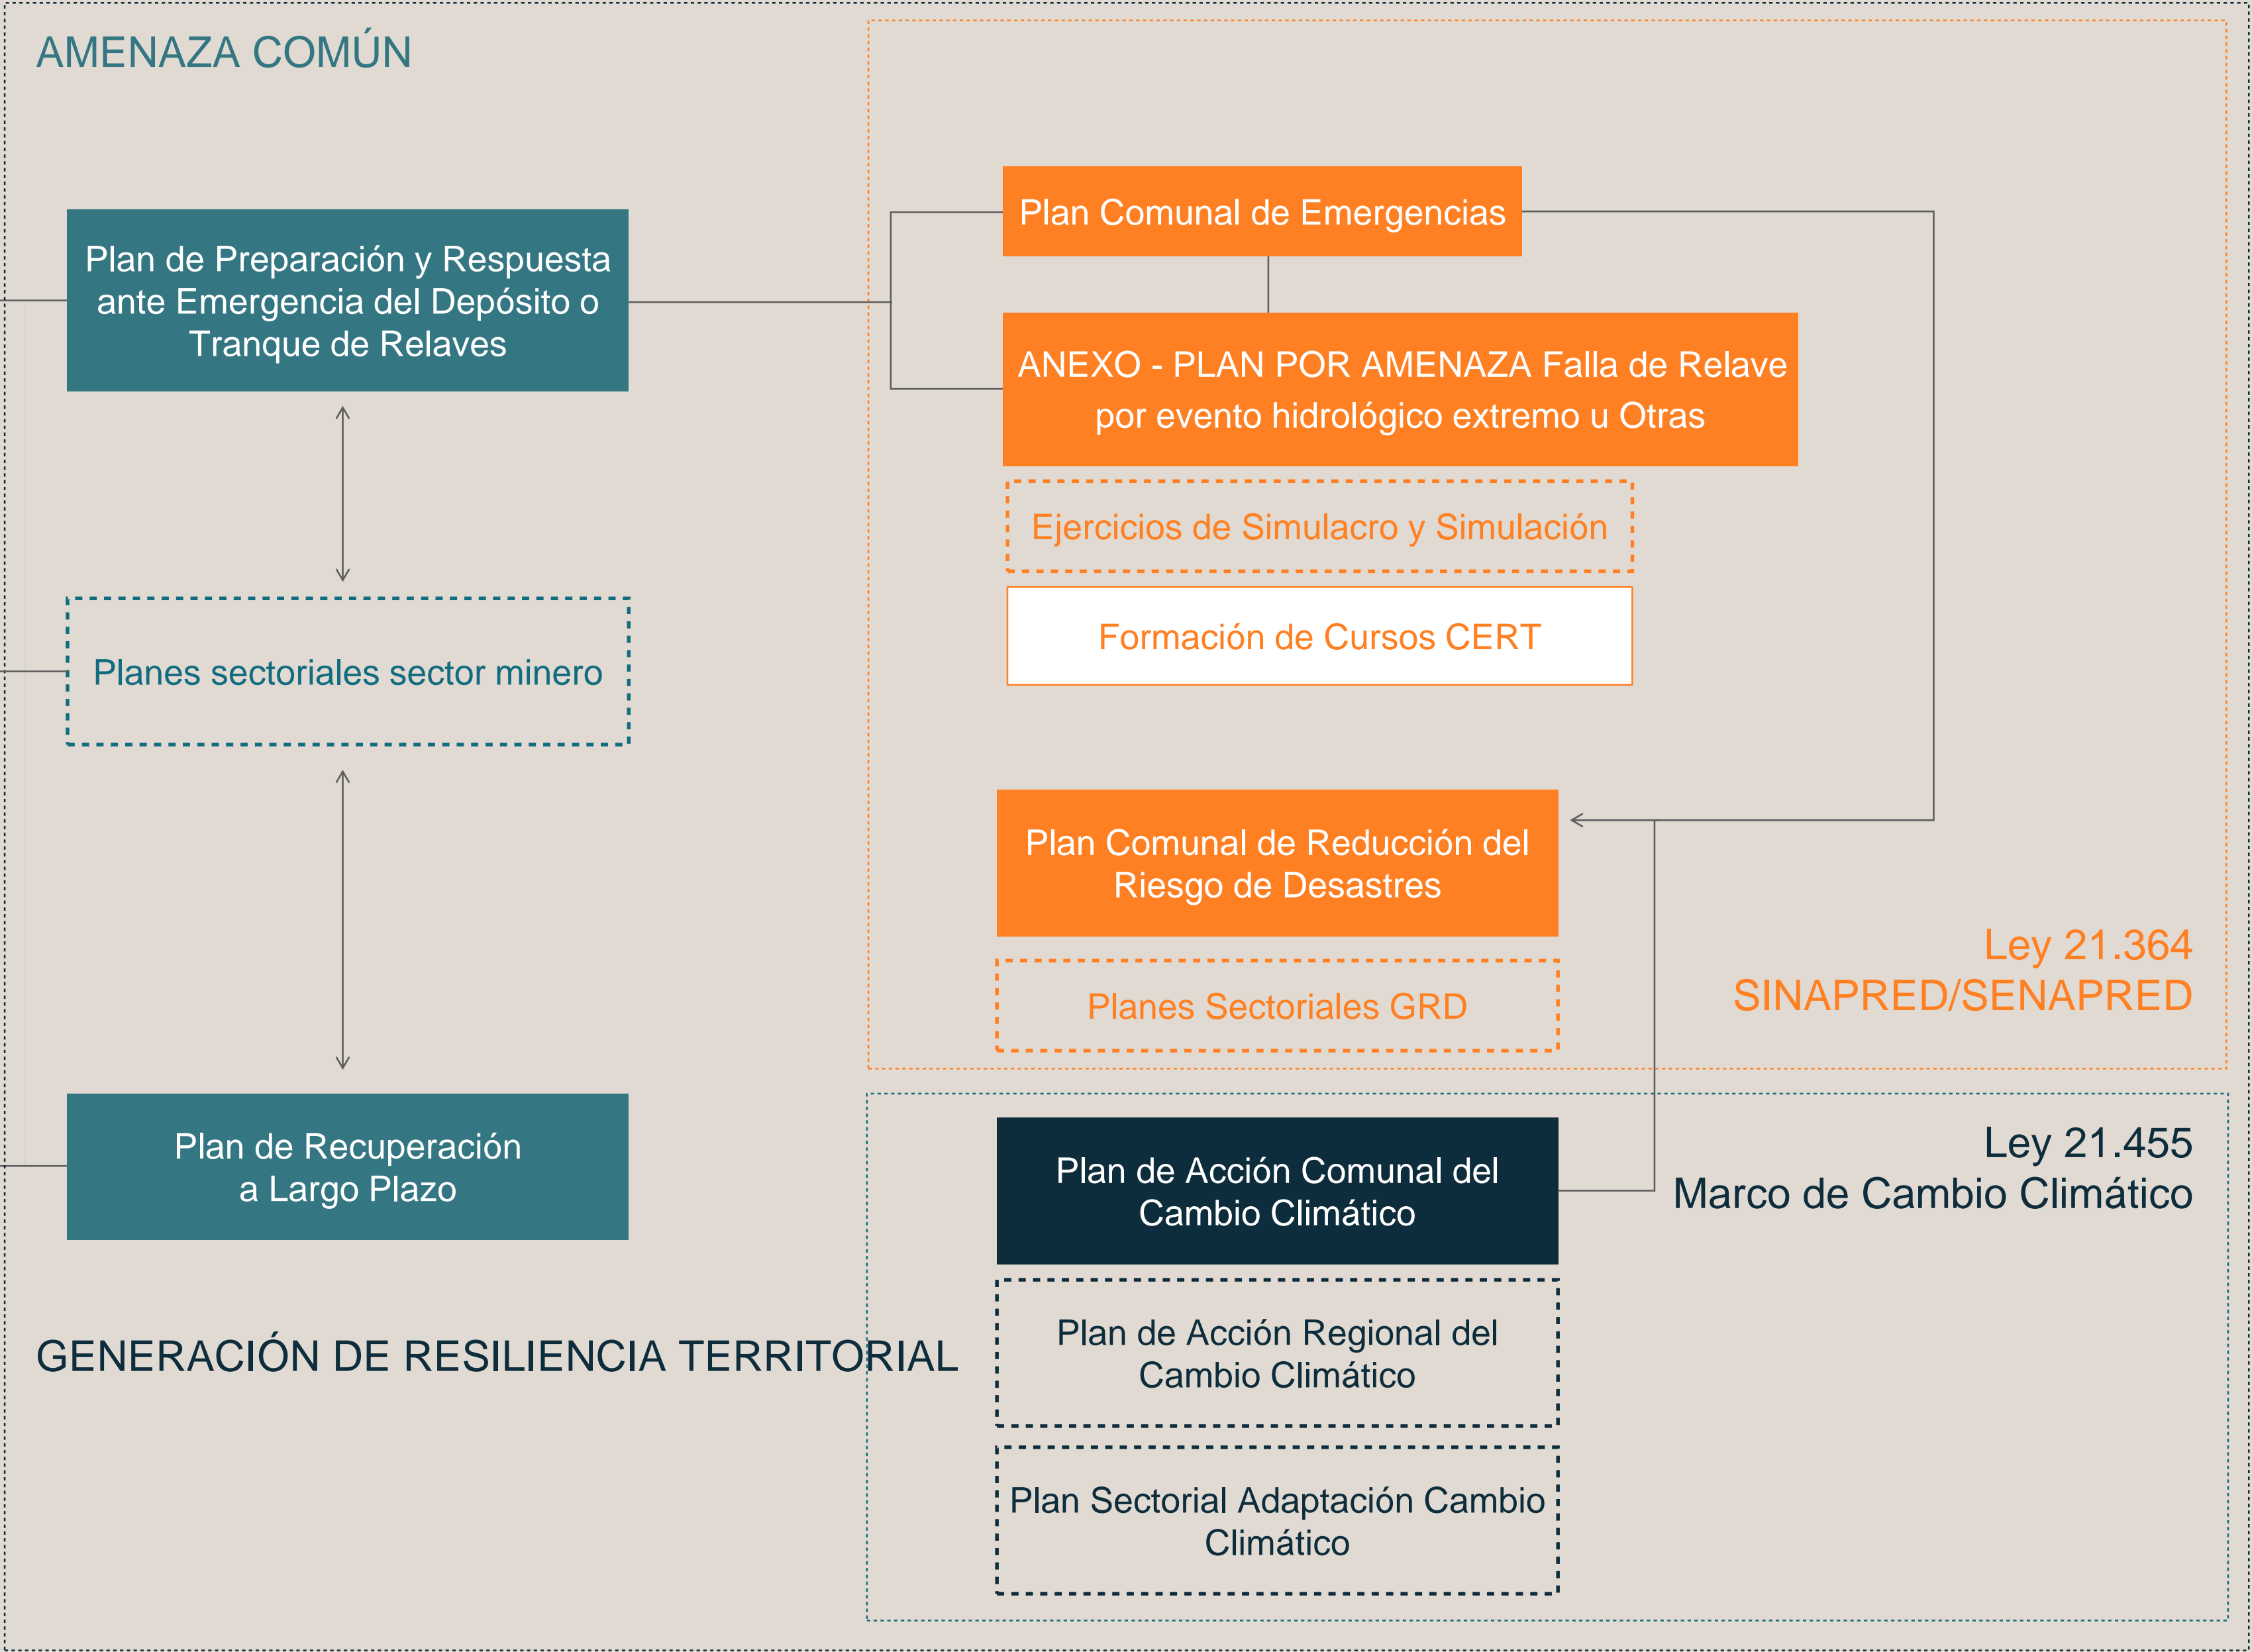 AMENAZA COMÚN
Plan de Preparación y Respuesta
ante Emergencia del Depósito o
Tranque de Relaves
Planes sectoriales sector minero
Plan de Recuperación
a Largo Plazo
GENERACIÓN DE RESILIENCIA TERRITORIAL
Plan Comunal de Emergencias
ANEXO - PLAN POR AMENAZA Falla de Relave
por evento hidrológico extremo u Otras
Ejercicios de Simulacro y Simulación
Formación de Cursos CERT
Plan Comunal de Reducción del
Riesgo de Desastres
Planes Sectoriales GRD
Ley 21.364
SINAPRED/SENAPRED
Plan de Acción Comunal del
Cambio Climático
Plan de Acción Regional del
Cambio Climático
Plan Sectorial Adaptación Cambio
Climático
Ley 21.455
Marco de Cambio Climático